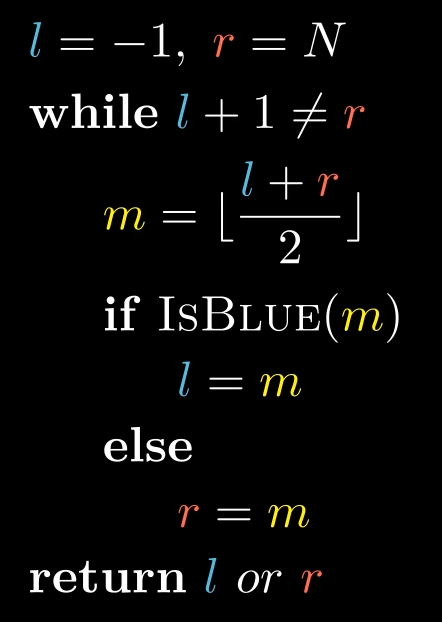 l = −1, r = N
while l + 1 ≠ r
m = ⌊(l + r)/2⌋
if IsBlue(m)
l = m
else
r = m
return l or r